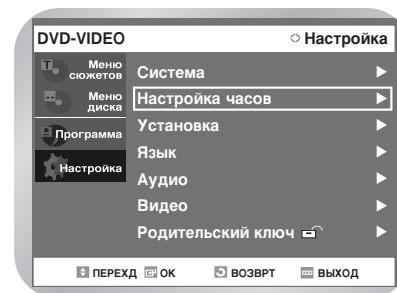 DVD-VIDEO
Настройка
Меню
сюжетов
Меню
диска
Программа
Настройка
Система
Настройка часов
Установка
Язык
Аудио
Видео
Родительский ключ
ПЕРЕХД ОК ВОЗВРТ ВЫХОД